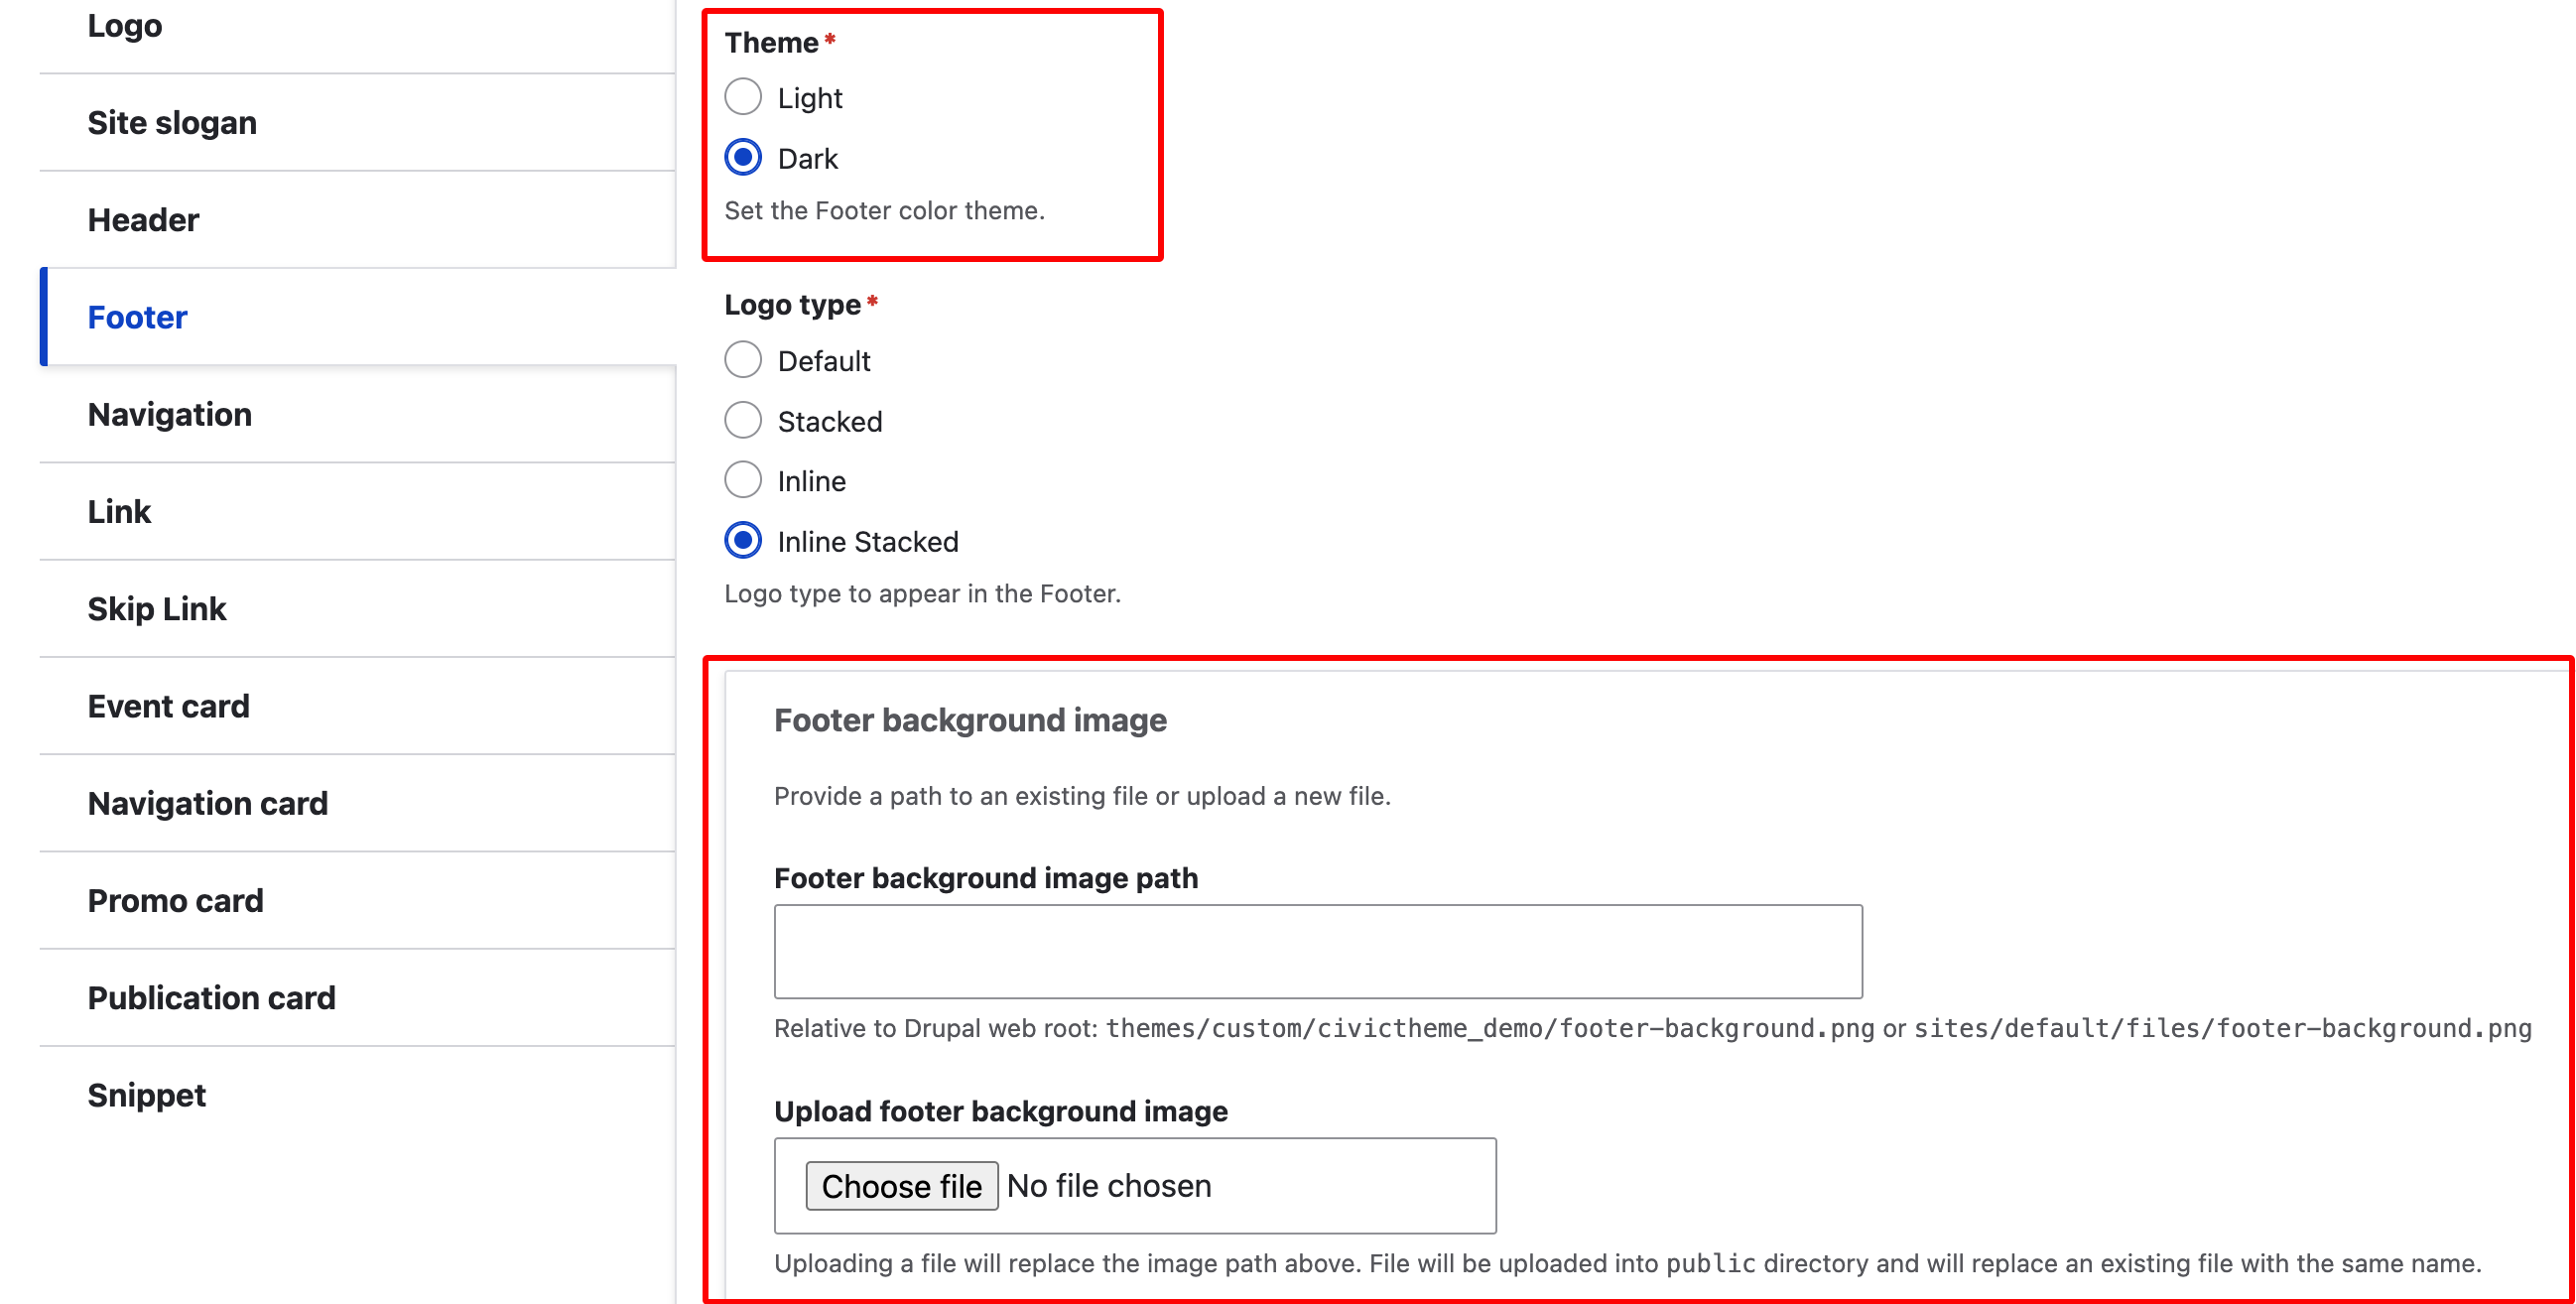 Logo
Site slogan
Header
Footer
Navigation
Link
Skip Link
Event card
Navigation card
Promo card
Publication card
Snippet
Theme*
Light
Dark
Set the Footer color theme.
Logo type*
Default
Stacked
Inline
Inline Stacked
Logo type to appear in the Footer.
Footer background image
Provide a path to an existing file or upload a new file.
Footer background image path
Relative to Drupal web root: themes/custom/civictheme_demo/footer-background.png or sites/default/files/footer-background.png
Upload footer background image
Choose file No file chosen
Uploading a file will replace the image path above. File will be uploaded into public directory and will replace an existing file with the same name.